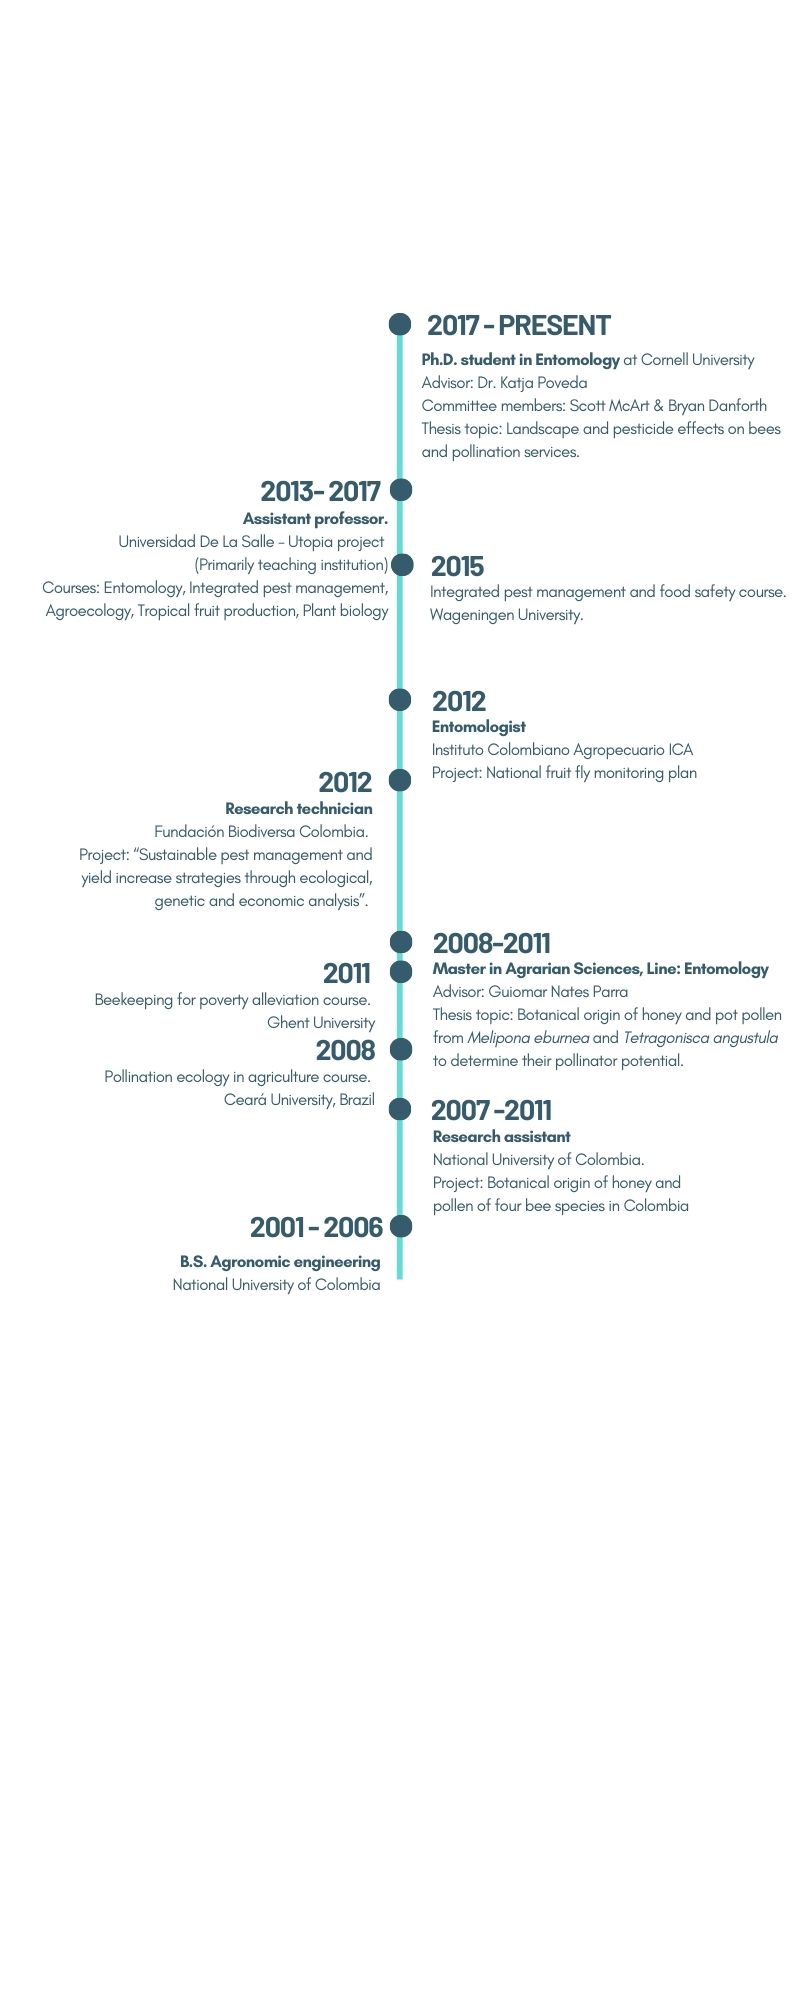 2017 - PRESENT
Ph.D. student in Entomology at Cornell University
Advisor: Dr. Katja Poveda
Committee members: Scott McArt & Bryan Danforth
Thesis topic: Landscape and pesticide effects on bees
and pollination services.
2013- 2017
Assistant professor.
Universidad De La Salle - Utopia project
(Primarily teaching institution)
Courses: Entomology, Integrated pest management,
Agroecology, Tropical fruit production, Plant biology
2015
Integrated pest management and food safety course.
Wageningen University.
2012
Entomologist
Instituto Colombiano Agropecuario ICA
Project: National fruit fly monitoring plan
2012
Research technician
Fundación Biodiversa Colombia.
Project: “Sustainable pest management and
yield increase strategies through ecological,
genetic and economic analysis”.
2008-2011
Master in Agrarian Sciences, Line: Entomology
Advisor: Guiomar Nates Parra
Thesis topic: Botanical origin of honey and pot pollen
from Melipona eburnea and Tetragonisca angustula
to determine their pollinator potential.
2011
Beekeeping for poverty alleviation course.
Ghent University
2008
Pollination ecology in agriculture course.
Ceará University, Brazil
2007 -2011
Research assistant
National University of Colombia.
Project: Botanical origin of honey and
pollen of four bee species in Colombia
2001 - 2006
B.S. Agronomic engineering
National University of Colombia